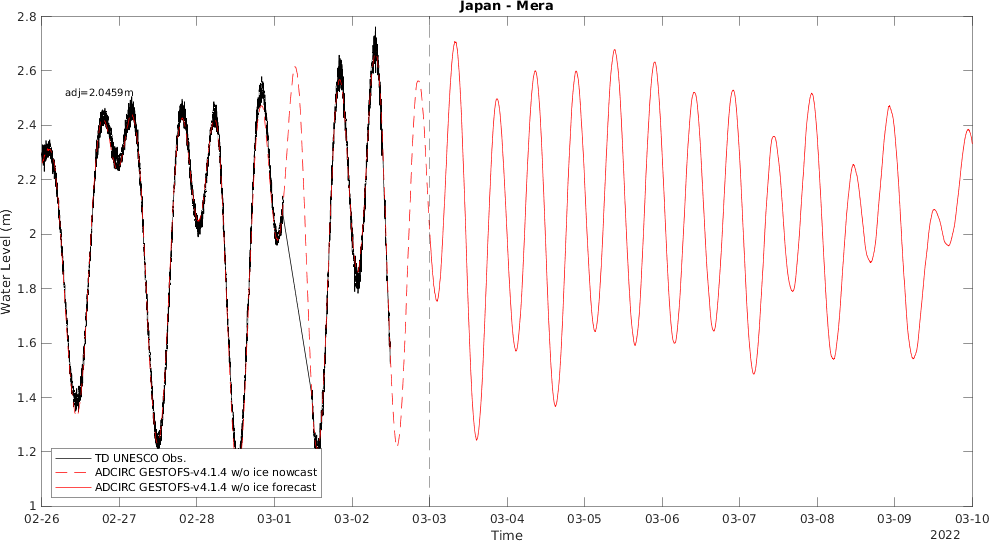 Japan - Mera
2.8
2.6
adj=2.0459m
2.4
2.2
2
1.8
1.6
1.4
1.2
1
Water Level (m)
TD UNESCO Obs.
ADCIRC GESTOFS-v4.1.4 w/o ice nowcast
ADCIRC GESTOFS-v4.1.4 w/o ice forecast
02-26 02-27 02-28 03-01 03-02 03-03 03-04 03-05 03-06 03-07 03-08 03-09 03-10
Time
2022